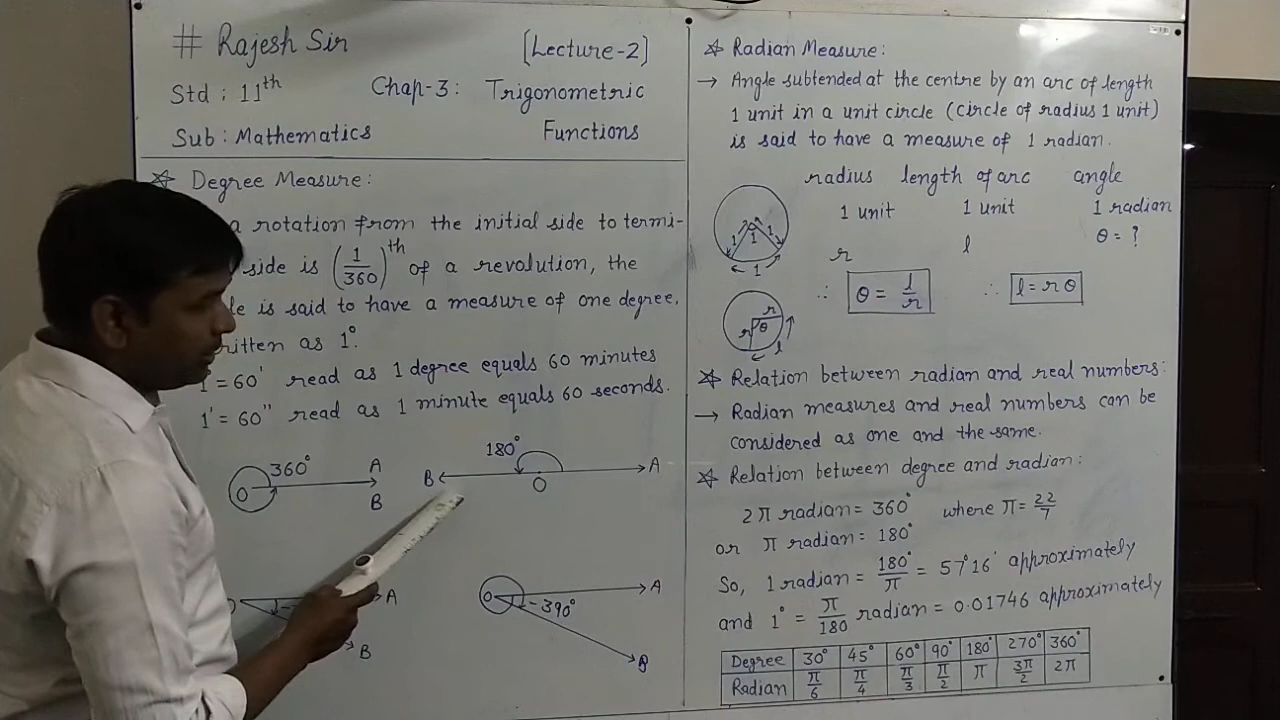 # Rajesh Sir
[Lecture-2]
Std : 11th
Chap-3 : Trigonometric
Sub : Mathematics
Functions
☆ Degree Measure:
a rotation from the initial side to termi-
side is (1/360)th of a revolution, the
le is said to have a measure of one degree,
ritten as 1°.
1° = 60' read as 1 degree equals 60 minutes
1' = 60" read as 1 minute equals 60 seconds.
360° O A B
180° B O A
A B
O -390° A B
☆ Radian Measure:
→ Angle subtended at the centre by an arc of length
1 unit in a unit circle (circle of radius 1 unit)
is said to have a measure of 1 radian.
radius length of arc angle
1 unit 1 unit 1 radian
r l θ = ?
1 1 1 1
∴ θ = l/r ∴ l = r θ
r r θ l
☆ Relation between radian and real numbers:
→ Radian measures and real numbers can be
considered as one and the same.
☆ Relation between degree and radian:
2π radian = 360° where π = 22/7
or π radian = 180°
So, 1 radian = 180°/π = 57°16' approximately
and 1° = π/180 radian = 0.01746 approximately
Degree 30° 45° 60° 90° 180° 270° 360°
Radian π/6 π/4 π/3 π/2 π 3π/2 2π